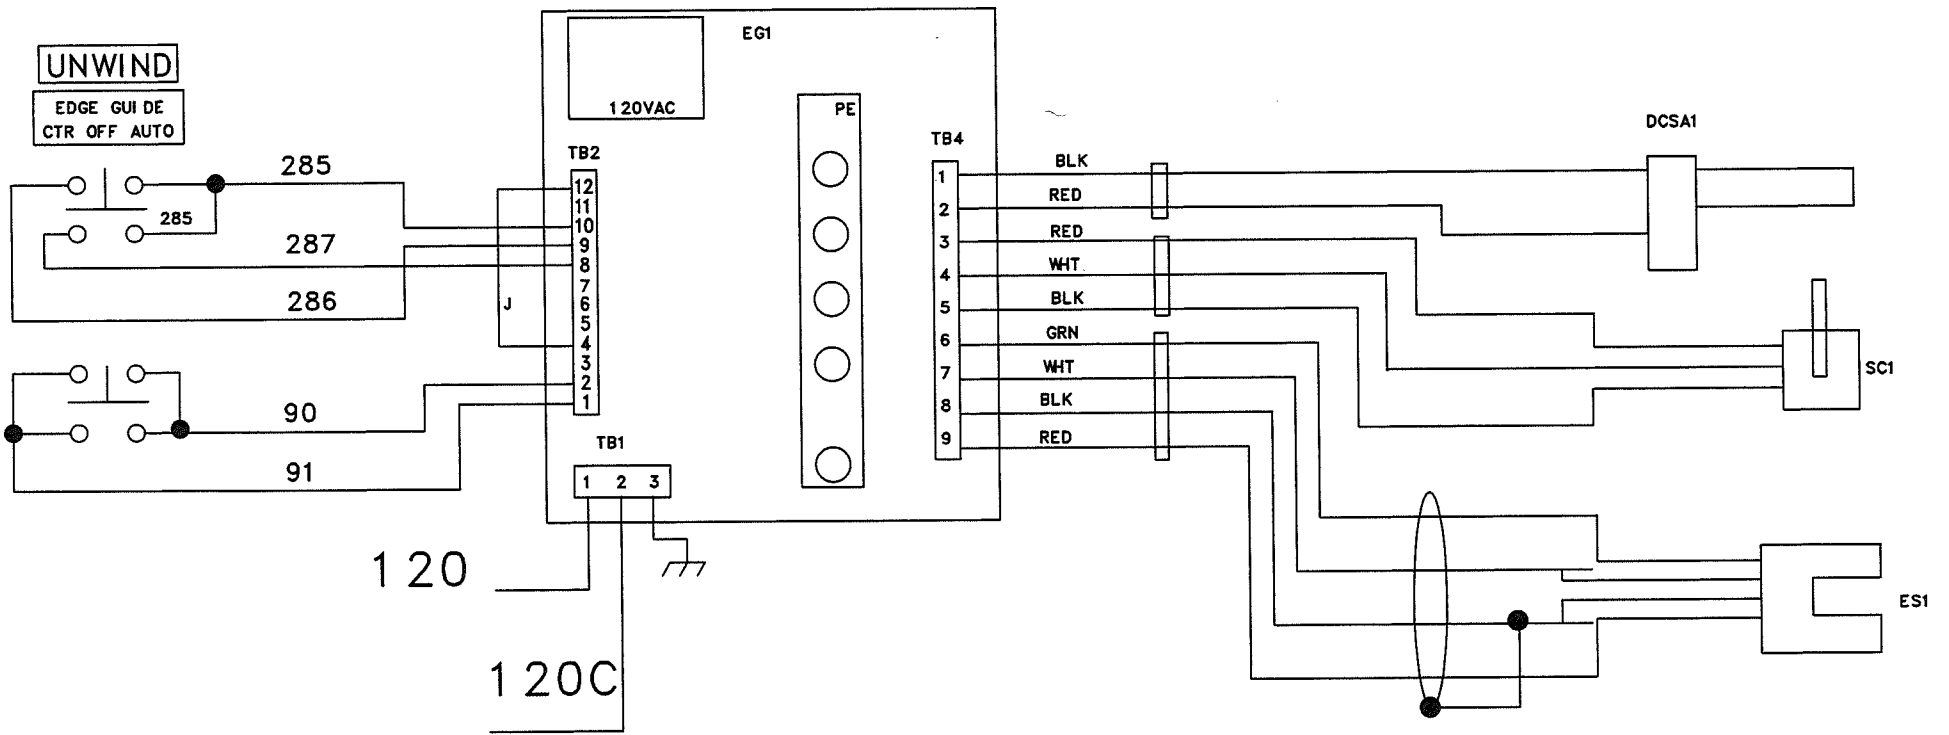 UNWIND
EDGE GUIDE
CTR OFF AUTO
285
285
287
286
90
91
EG1
120VAC
PE
TB2
12
11
10
9
8
7
6
5
4
3
2
1
J
TB1
1 2 3
120
120C
TB4
1
2
3
4
5
6
7
8
9
BLK
RED
RED
WHT
BLK
GRN
WHT
BLK
RED
DCSA1
SC1
ES1